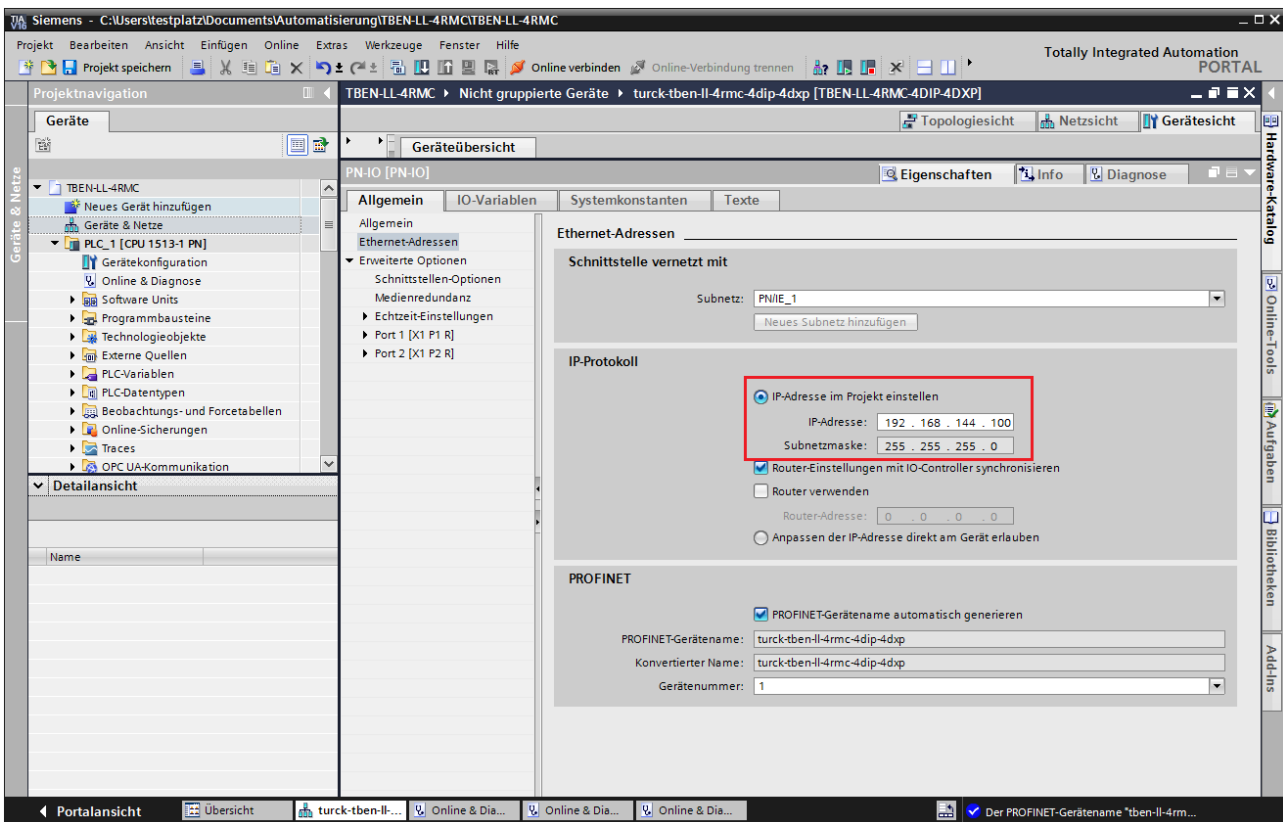 Siemens - C:\Users\testplatz\Documents\Automatisierung\TBEN-LL-4RMC\TBEN-LL-4RMC
Projekt Bearbeiten Ansicht Einfügen Online Extras Werkzeuge Fenster Hilfe
Totally Integrated Automation
PORTAL
Projekt speichern
Online verbinden
Online-Verbindung trennen
Projektnavigation
TBEN-LL-4RMC ▸ Nicht gruppierte Geräte ▸ turck-tben-ll-4rmc-4dip-4dxp [TBEN-LL-4RMC-4DIP-4DXP]
Geräte
Topologiesicht
Netzsicht
Gerätesicht
Geräteübersicht
Geräte & Netze
TBEN-LL-4RMC
Neues Gerät hinzufügen
Geräte & Netze
PLC_1 [CPU 1513-1 PN]
Gerätekonfiguration
Online & Diagnose
Software Units
Programmbausteine
Technologieobjekte
Externe Quellen
PLC-Variablen
PLC-Datentypen
Beobachtungs- und Forcetabellen
Online-Sicherungen
Traces
OPC UA-Kommunikation
Detailansicht
Name
PN-IO [PN-IO]
Eigenschaften
Info
Diagnose
Allgemein
IO-Variablen
Systemkonstanten
Texte
Allgemein
Ethernet-Adressen
Erweiterte Optionen
Schnittstellen-Optionen
Medienredundanz
Echtzeit-Einstellungen
Port 1 [X1 P1 R]
Port 2 [X1 P2 R]
Ethernet-Adressen
Schnittstelle vernetzt mit
Subnetz: PN/IE_1
Neues Subnetz hinzufügen
IP-Protokoll
IP-Adresse im Projekt einstellen
IP-Adresse: 192 . 168 . 144 . 100
Subnetzmaske: 255 . 255 . 255 . 0
Router-Einstellungen mit IO-Controller synchronisieren
Router verwenden
Router-Adresse: 0 . 0 . 0 . 0
Anpassen der IP-Adresse direkt am Gerät erlauben
PROFINET
PROFINET-Gerätename automatisch generieren
PROFINET-Gerätename: turck-tben-ll-4rmc-4dip-4dxp
Konvertierter Name: turck-tben-ll-4rmc-4dip-4dxp
Gerätenummer: 1
Hardware-Katalog
Online-Tools
Aufgaben
Bibliotheken
Add-Ins
Portalansicht
Übersicht
turck-tben-ll-...
Online & Dia...
Online & Dia...
Online & Dia...
Der PROFINET-Gerätename "tben-ll-4rm...